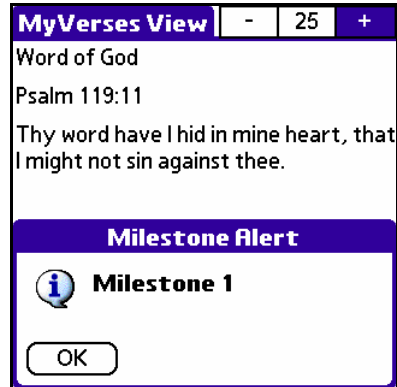 MyVerses View - 25 +
Word of God
Psalm 119:11
Thy word have I hid in mine heart, that
I might not sin against thee.
Milestone Alert
Milestone 1
OK